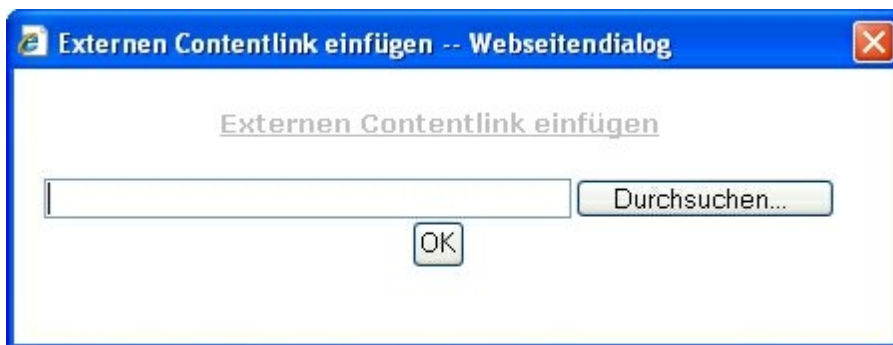 Externen Contentlink einfügen -- Webseitendialog
Externen Contentlink einfügen
Durchsuchen...
OK